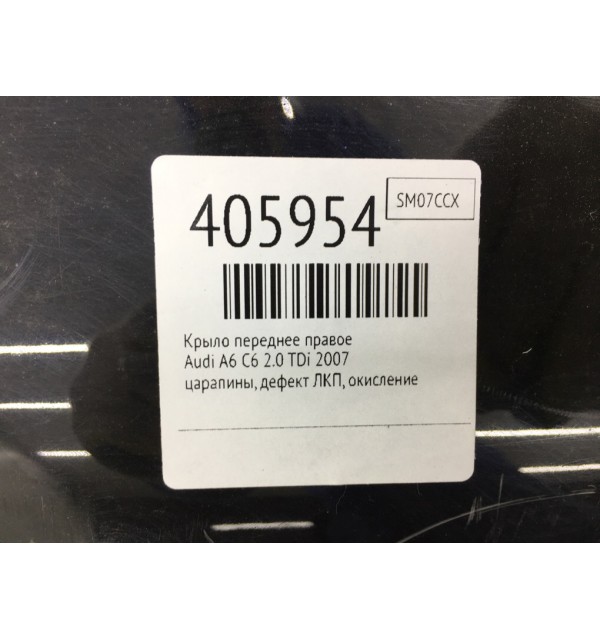 405954
SM07CCX
Крыло переднее правое
Audi A6 C6 2.0 TDi 2007
царапины, дефект ЛКП, окисление